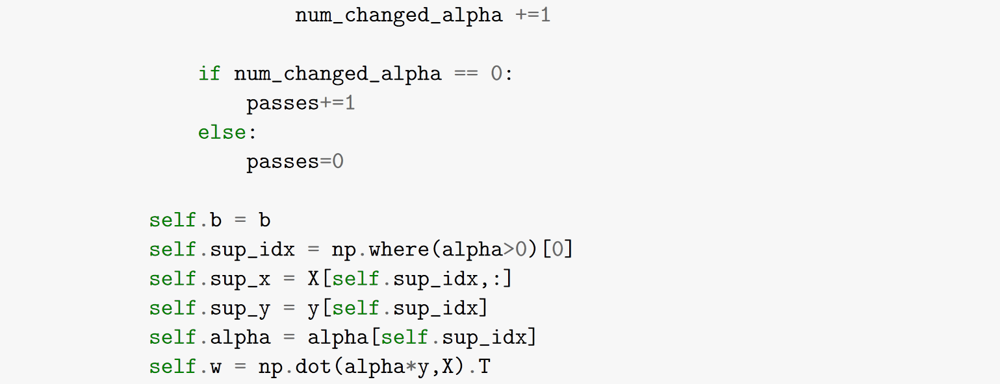 num_changed_alpha +=1
if num_changed_alpha == 0:
passes+=1
else:
passes=0
self.b = b
self.sup_idx = np.where(alpha>0)[0]
self.sup_x = X[self.sup_idx,:]
self.sup_y = y[self.sup_idx]
self.alpha = alpha[self.sup_idx]
self.w = np.dot(alpha*y,X).T